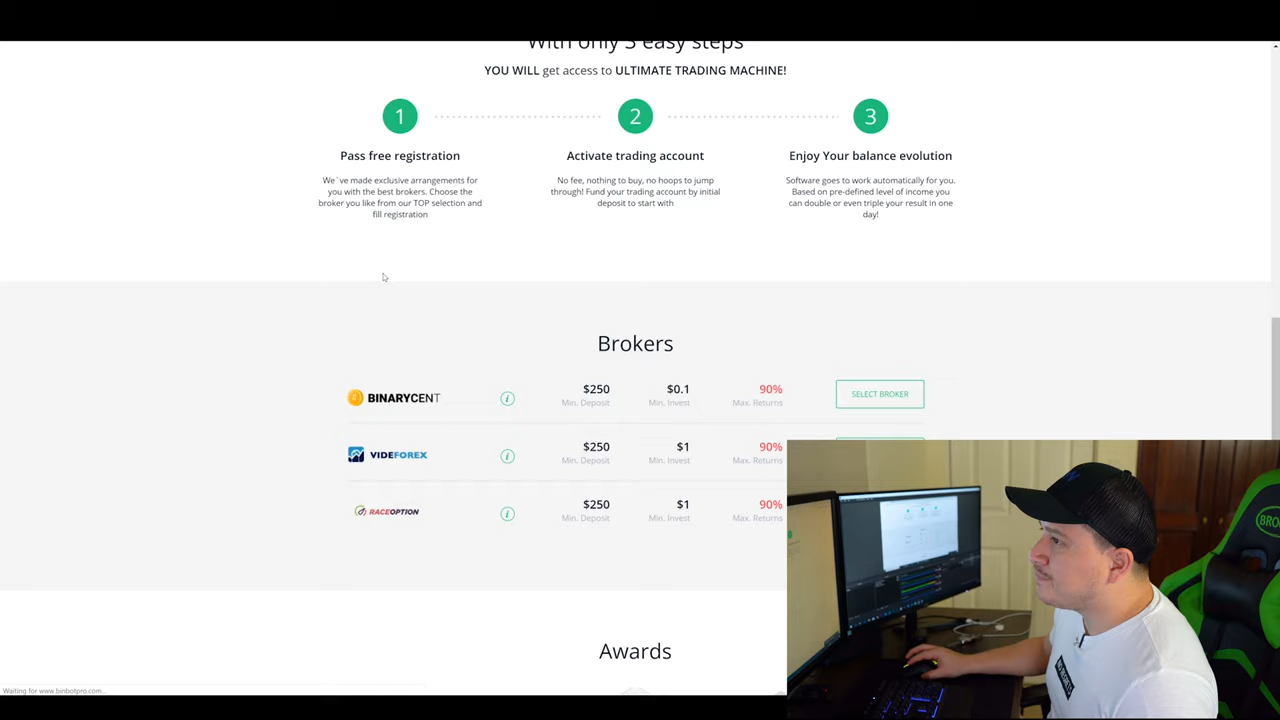 With only 3 easy steps
YOU WILL get access to ULTIMATE TRADING MACHINE!
1
2
3
Pass free registration
We`ve made exclusive arrangements for
you with the best brokers. Choose the
broker you like from our TOP selection and
fill registration
Activate trading account
No fee, nothing to buy, no hoops to jump
through! Fund your trading account by initial
deposit to start with
Enjoy Your balance evolution
Software goes to work automatically for you.
Based on pre-defined level of income you
can double or even triple your result in one
day!
Brokers
BINARYCENT
i
$250
Min. Deposit
$0.1
Min. Invest
90%
Max. Returns
SELECT BROKER
VIDEFOREX
i
$250
Min. Deposit
$1
Min. Invest
90%
Max. Returns
RACEOPTION
i
$250
Min. Deposit
$1
Min. Invest
90%
Max. Returns
Awards
Waiting for www.binbotpro.com...
BRO